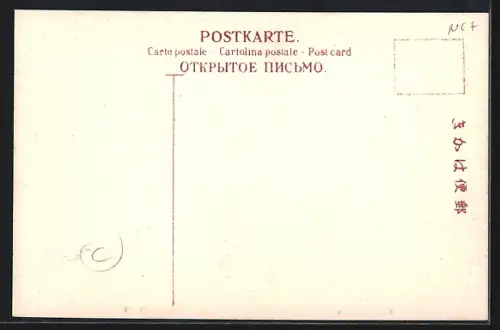 POSTKARTE.
Carte postale Cartolina postale - Post card
ОТКРЫТОЕ ПИСЬМО.
きかは便郵
C